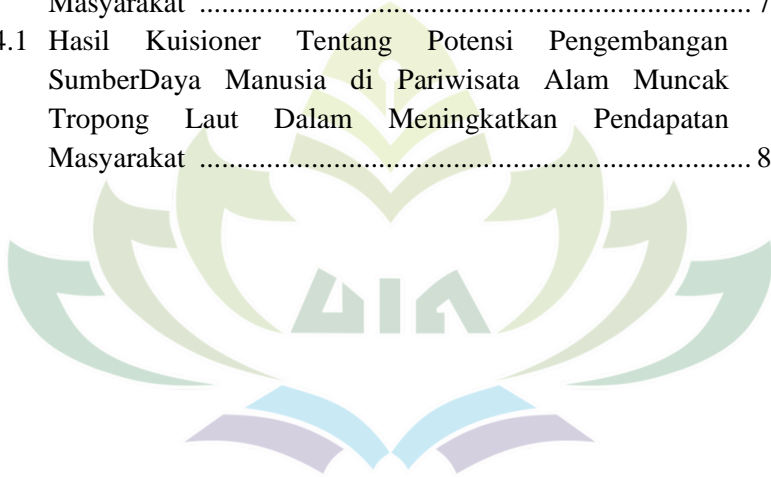 Masyarakat ........................................................................ 7
4.1 Hasil Kuisioner Tentang Potensi Pengembangan
SumberDaya Manusia di Pariwisata Alam Muncak
Tropong Laut Dalam Meningkatkan Pendapatan
Masyarakat ........................................................................ 8
UIN